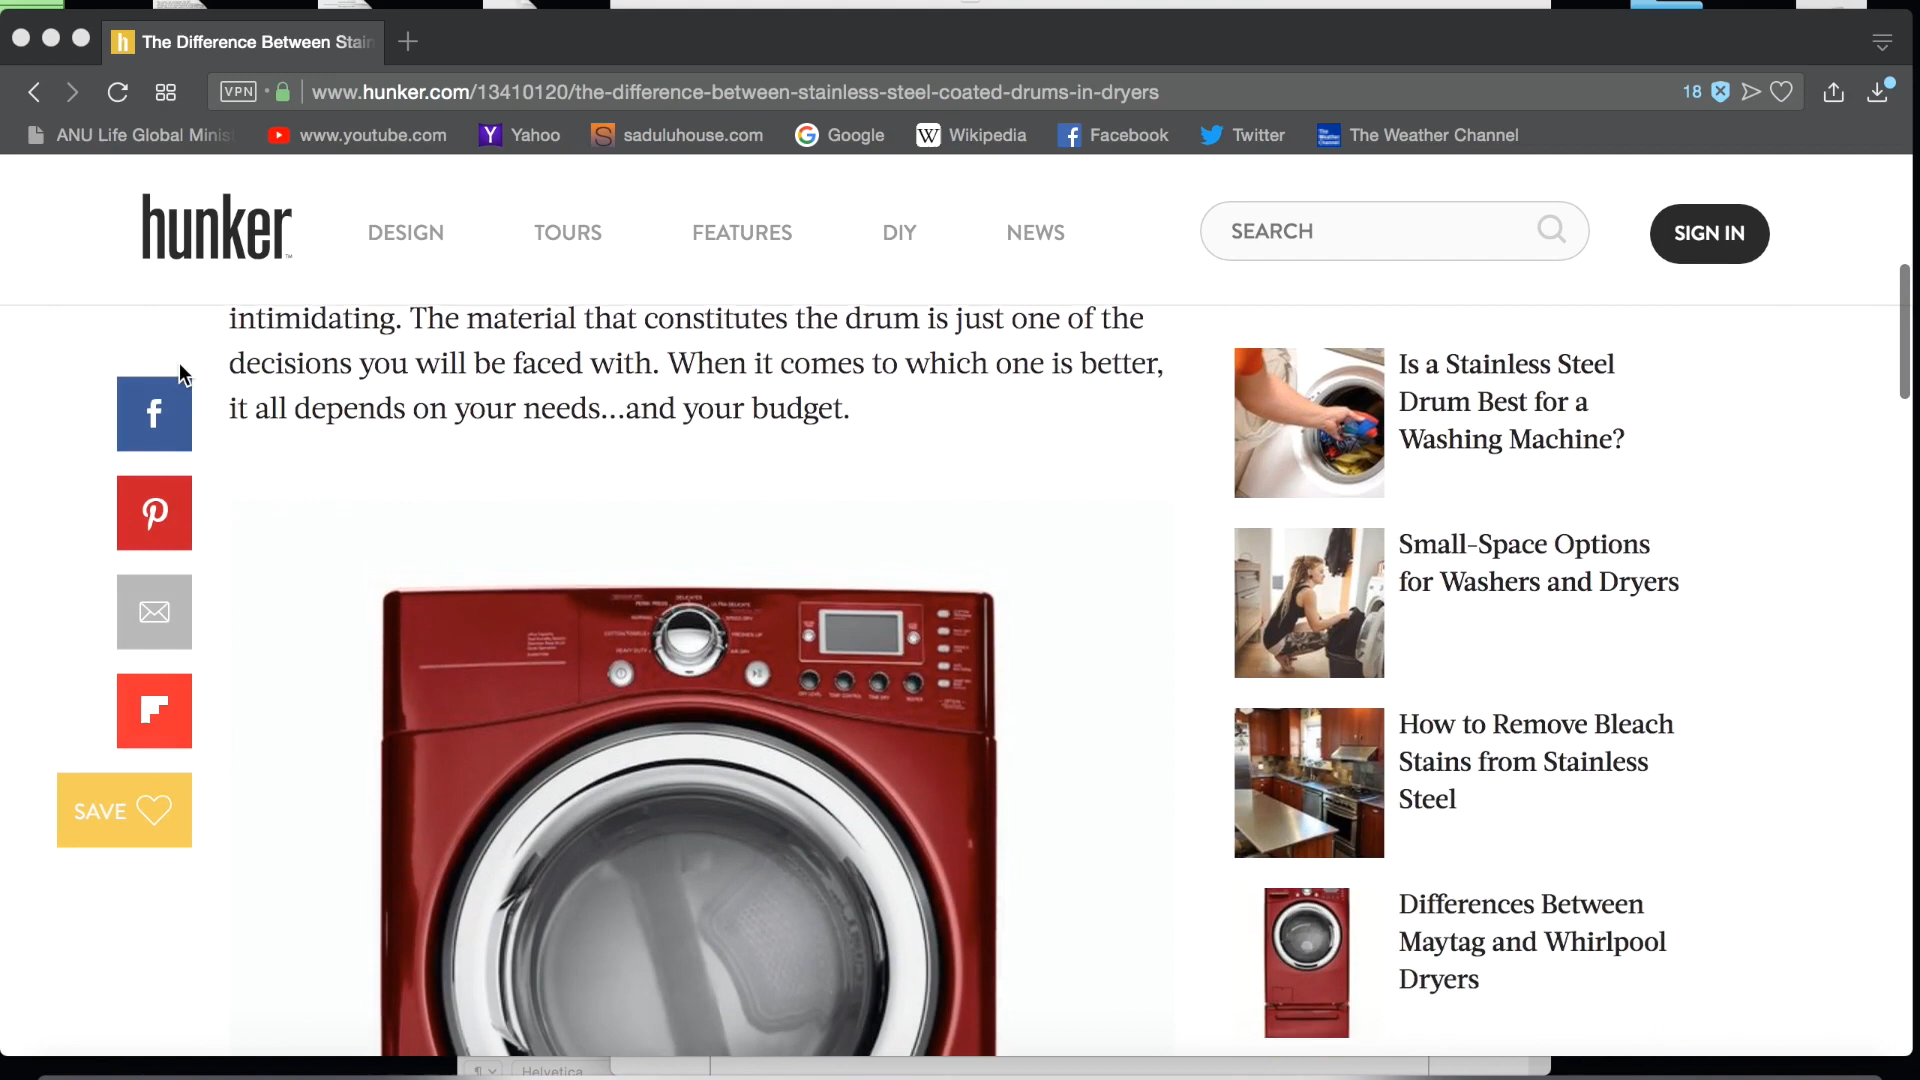 The Difference Between Stain
VPN
www.hunker.com/13410120/the-difference-between-stainless-steel-coated-drums-in-dryers
18
ANU Life Global Minis
www.youtube.com
Yahoo
saduluhouse.com
Google
Wikipedia
Facebook
Twitter
The Weather Channel
hunker
DESIGN
TOURS
FEATURES
DIY
NEWS
SEARCH
SIGN IN
intimidating. The material that constitutes the drum is just one of the
decisions you will be faced with. When it comes to which one is better,
it all depends on your needs...and your budget.
SAVE
Is a Stainless Steel
Drum Best for a
Washing Machine?
Small-Space Options
for Washers and Dryers
How to Remove Bleach
Stains from Stainless
Steel
Differences Between
Maytag and Whirlpool
Dryers
Helvetica